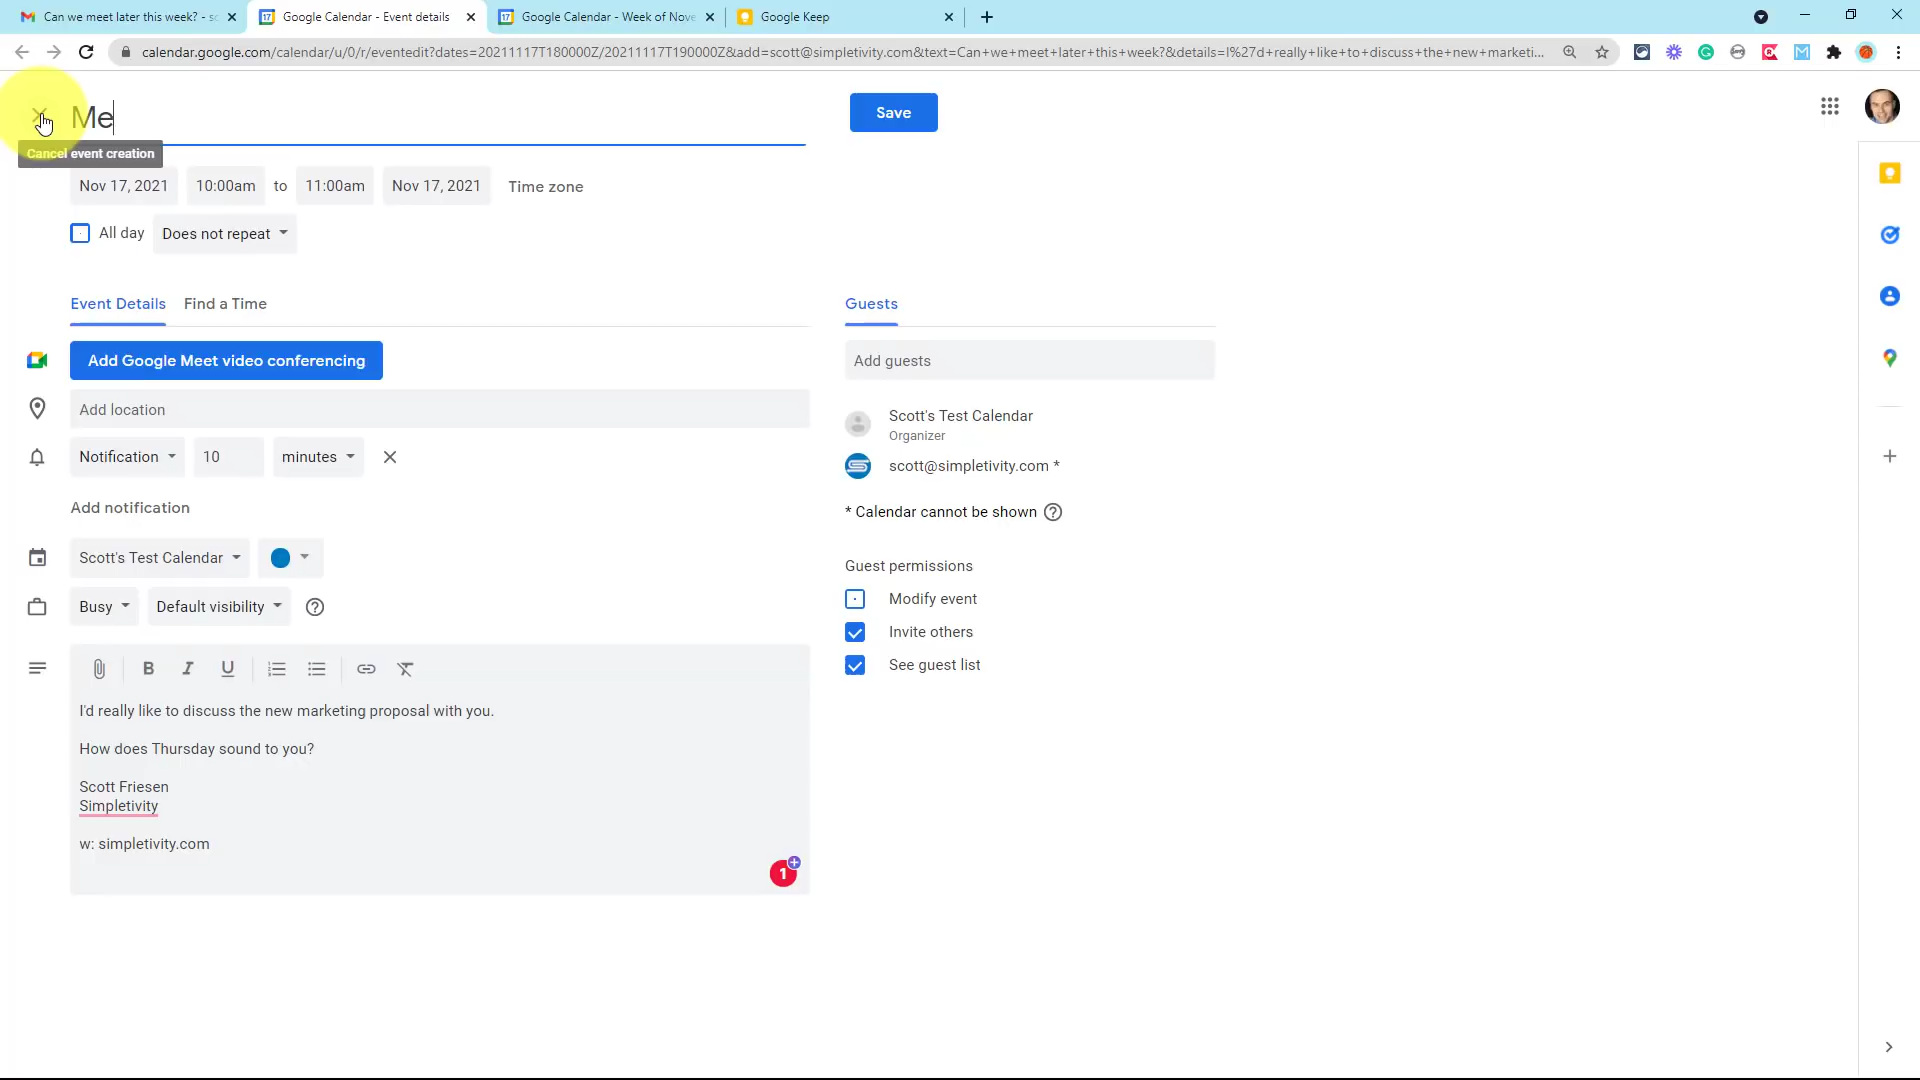 Can we meet later this week? - sc
Google Calendar - Event details
Google Calendar - Week of Nove
Google Keep
calendar.google.com/calendar/u/0/r/eventedit?dates=20211117T180000Z/20211117T190000Z&add=scott@simpletivity.com&text=Can+we+meet+later+this+week?&details=I%27d+really+like+to+discuss+the+new+marketi...
Me
Save
Cancel event creation
Nov 17, 2021 10:00am to 11:00am Nov 17, 2021 Time zone
All day Does not repeat
Event Details Find a Time
Guests
Add Google Meet video conferencing
Add guests
Add location
Scott's Test Calendar
Organizer
Notification 10 minutes
scott@simpletivity.com *
Add notification
* Calendar cannot be shown
Scott's Test Calendar
Guest permissions
Busy Default visibility
Modify event
Invite others
See guest list
I'd really like to discuss the new marketing proposal with you.
How does Thursday sound to you?
Scott Friesen
Simpletivity
w: simpletivity.com
1